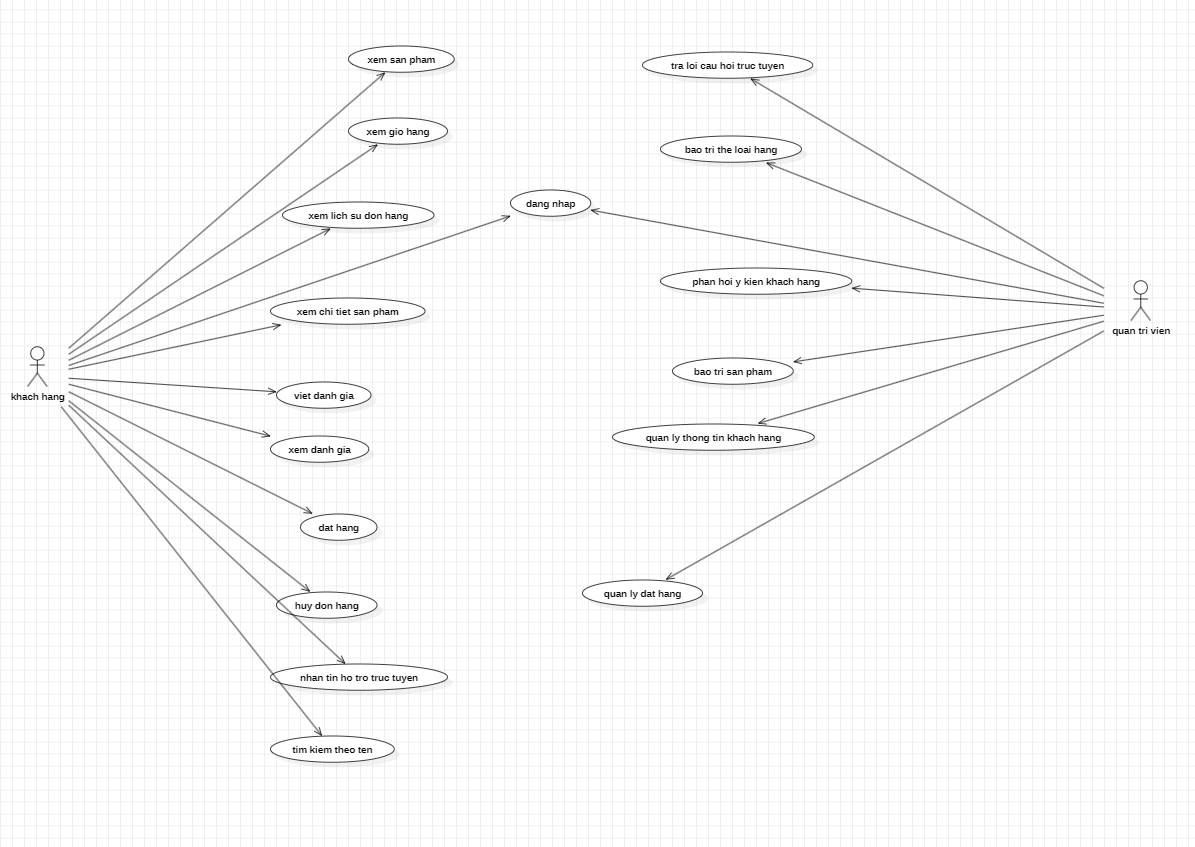 xem san pham
tra loi cau hoi truc tuyen
xem gio hang
bao tri the loai hang
dang nhap
xem lich su don hang
phan hoi y kien khach hang
xem chi tiet san pham
quan tri vien
bao tri san pham
khach hang
viet danh gia
quan ly thong tin khach hang
xem danh gia
dat hang
quan ly dat hang
huy don hang
nhan tin ho tro truc tuyen
tim kiem theo ten